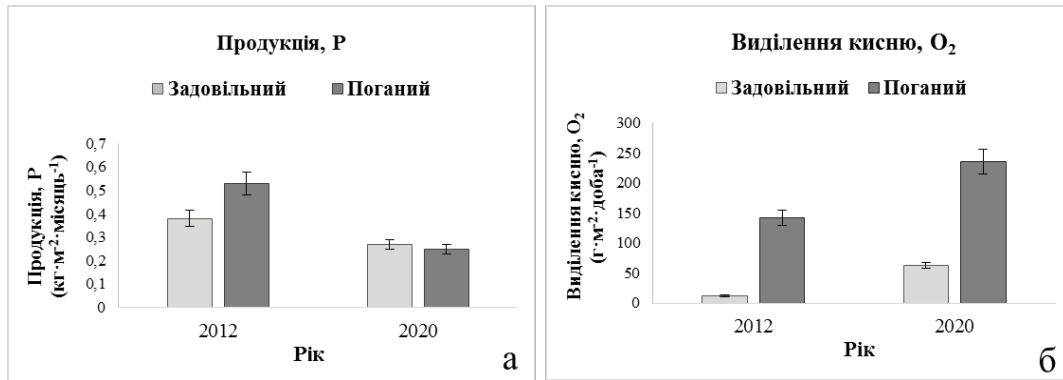 Продукція, Р
Задовільний Поганий
Продукція, Р
(кг·м⁻²·місяць⁻¹)
0,7
0,6
0,5
0,4
0,3
0,2
0,1
0
2012 2020
Рік
а
Виділення кисню, О₂
Задовільний Поганий
Виділення кисню, О₂
(г·м⁻²·доба⁻¹)
300
250
200
150
100
50
0
2012 2020
Рік
б